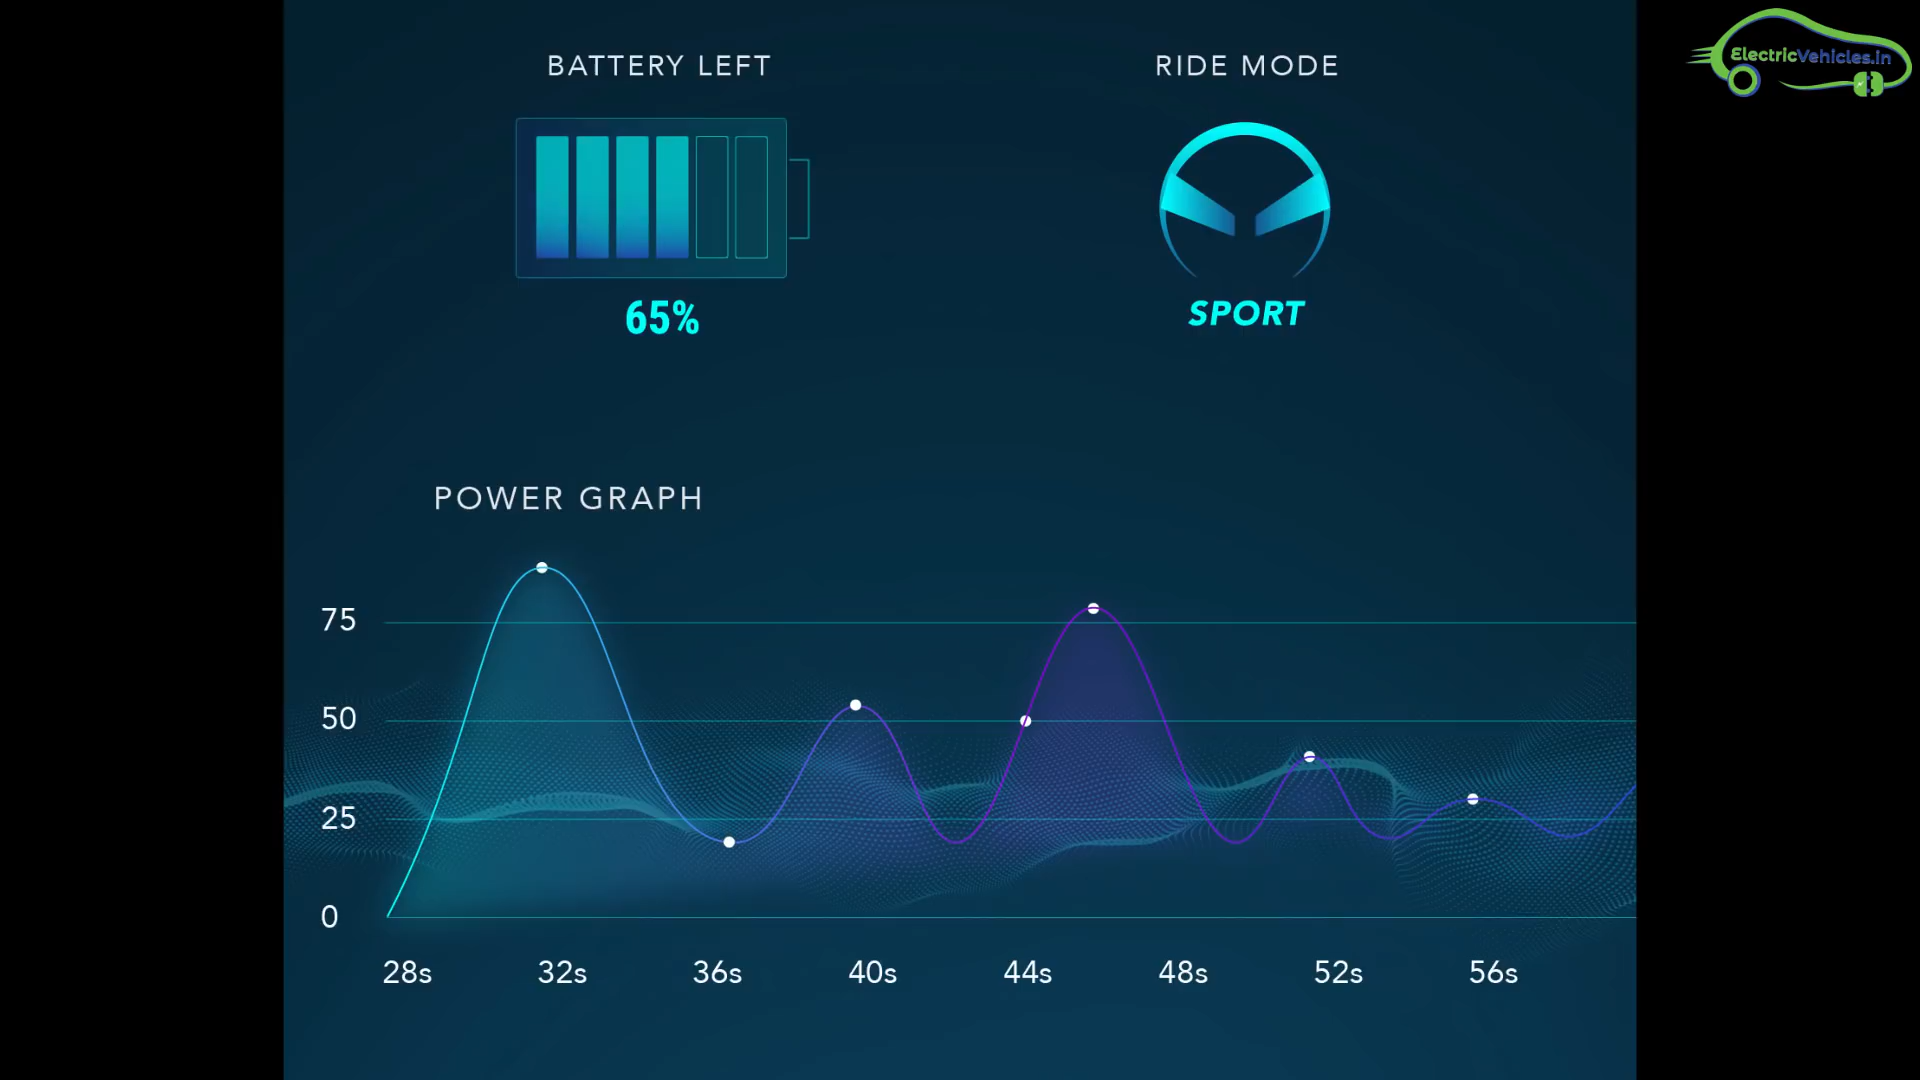 BATTERY LEFT
RIDE MODE
ElectricVehicles.in
65%
SPORT
POWER GRAPH
75
50
25
0
28s 32s 36s 40s 44s 48s 52s 56s